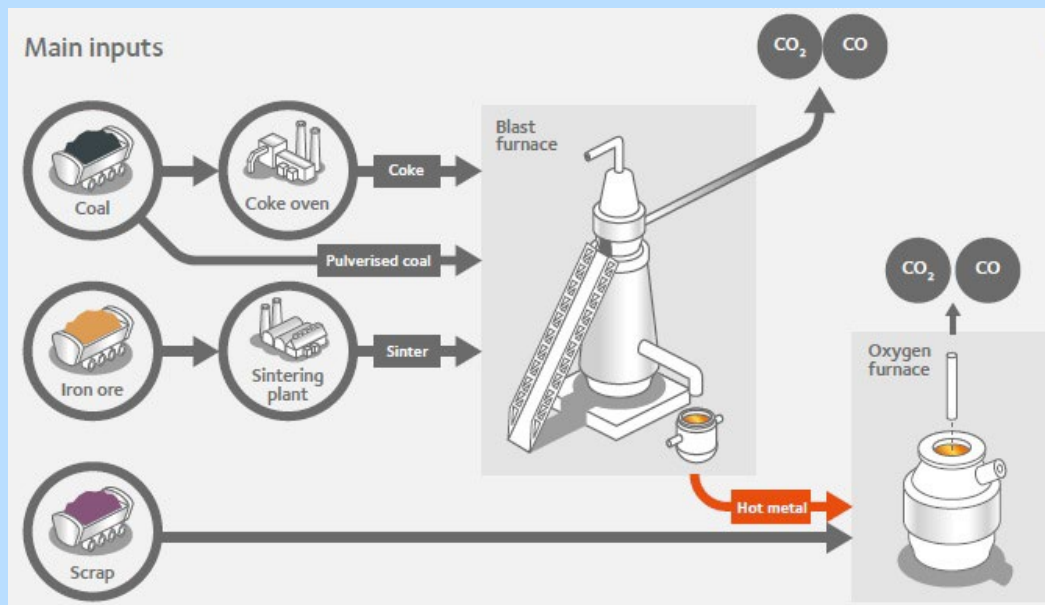 Main inputs
CO2
CO
Blast
furnace
Coal
Coke oven
Coke
Pulverised coal
CO2
CO
Iron ore
Sintering
plant
Sinter
Oxygen
furnace
Hot metal
Scrap